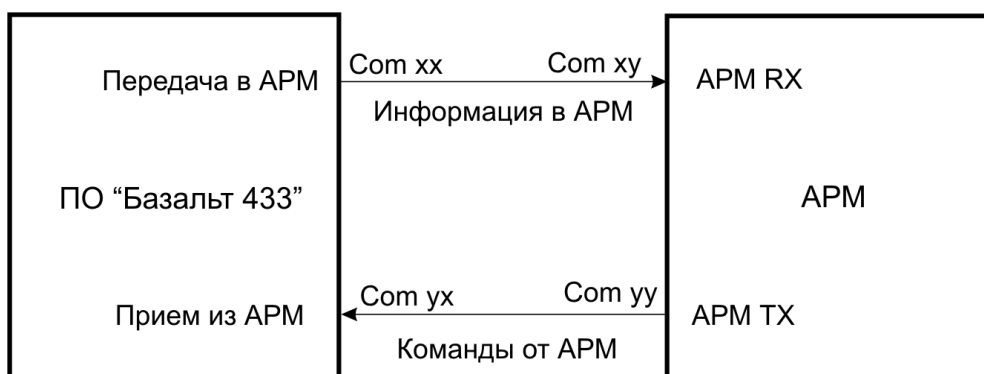 Передача в АРМ
Com xx
Com xy
АРМ RX
Информация в АРМ
ПО “Базальт 433”
АРМ
Прием из АРМ
Com yx
Com yy
АРМ TX
Команды от АРМ